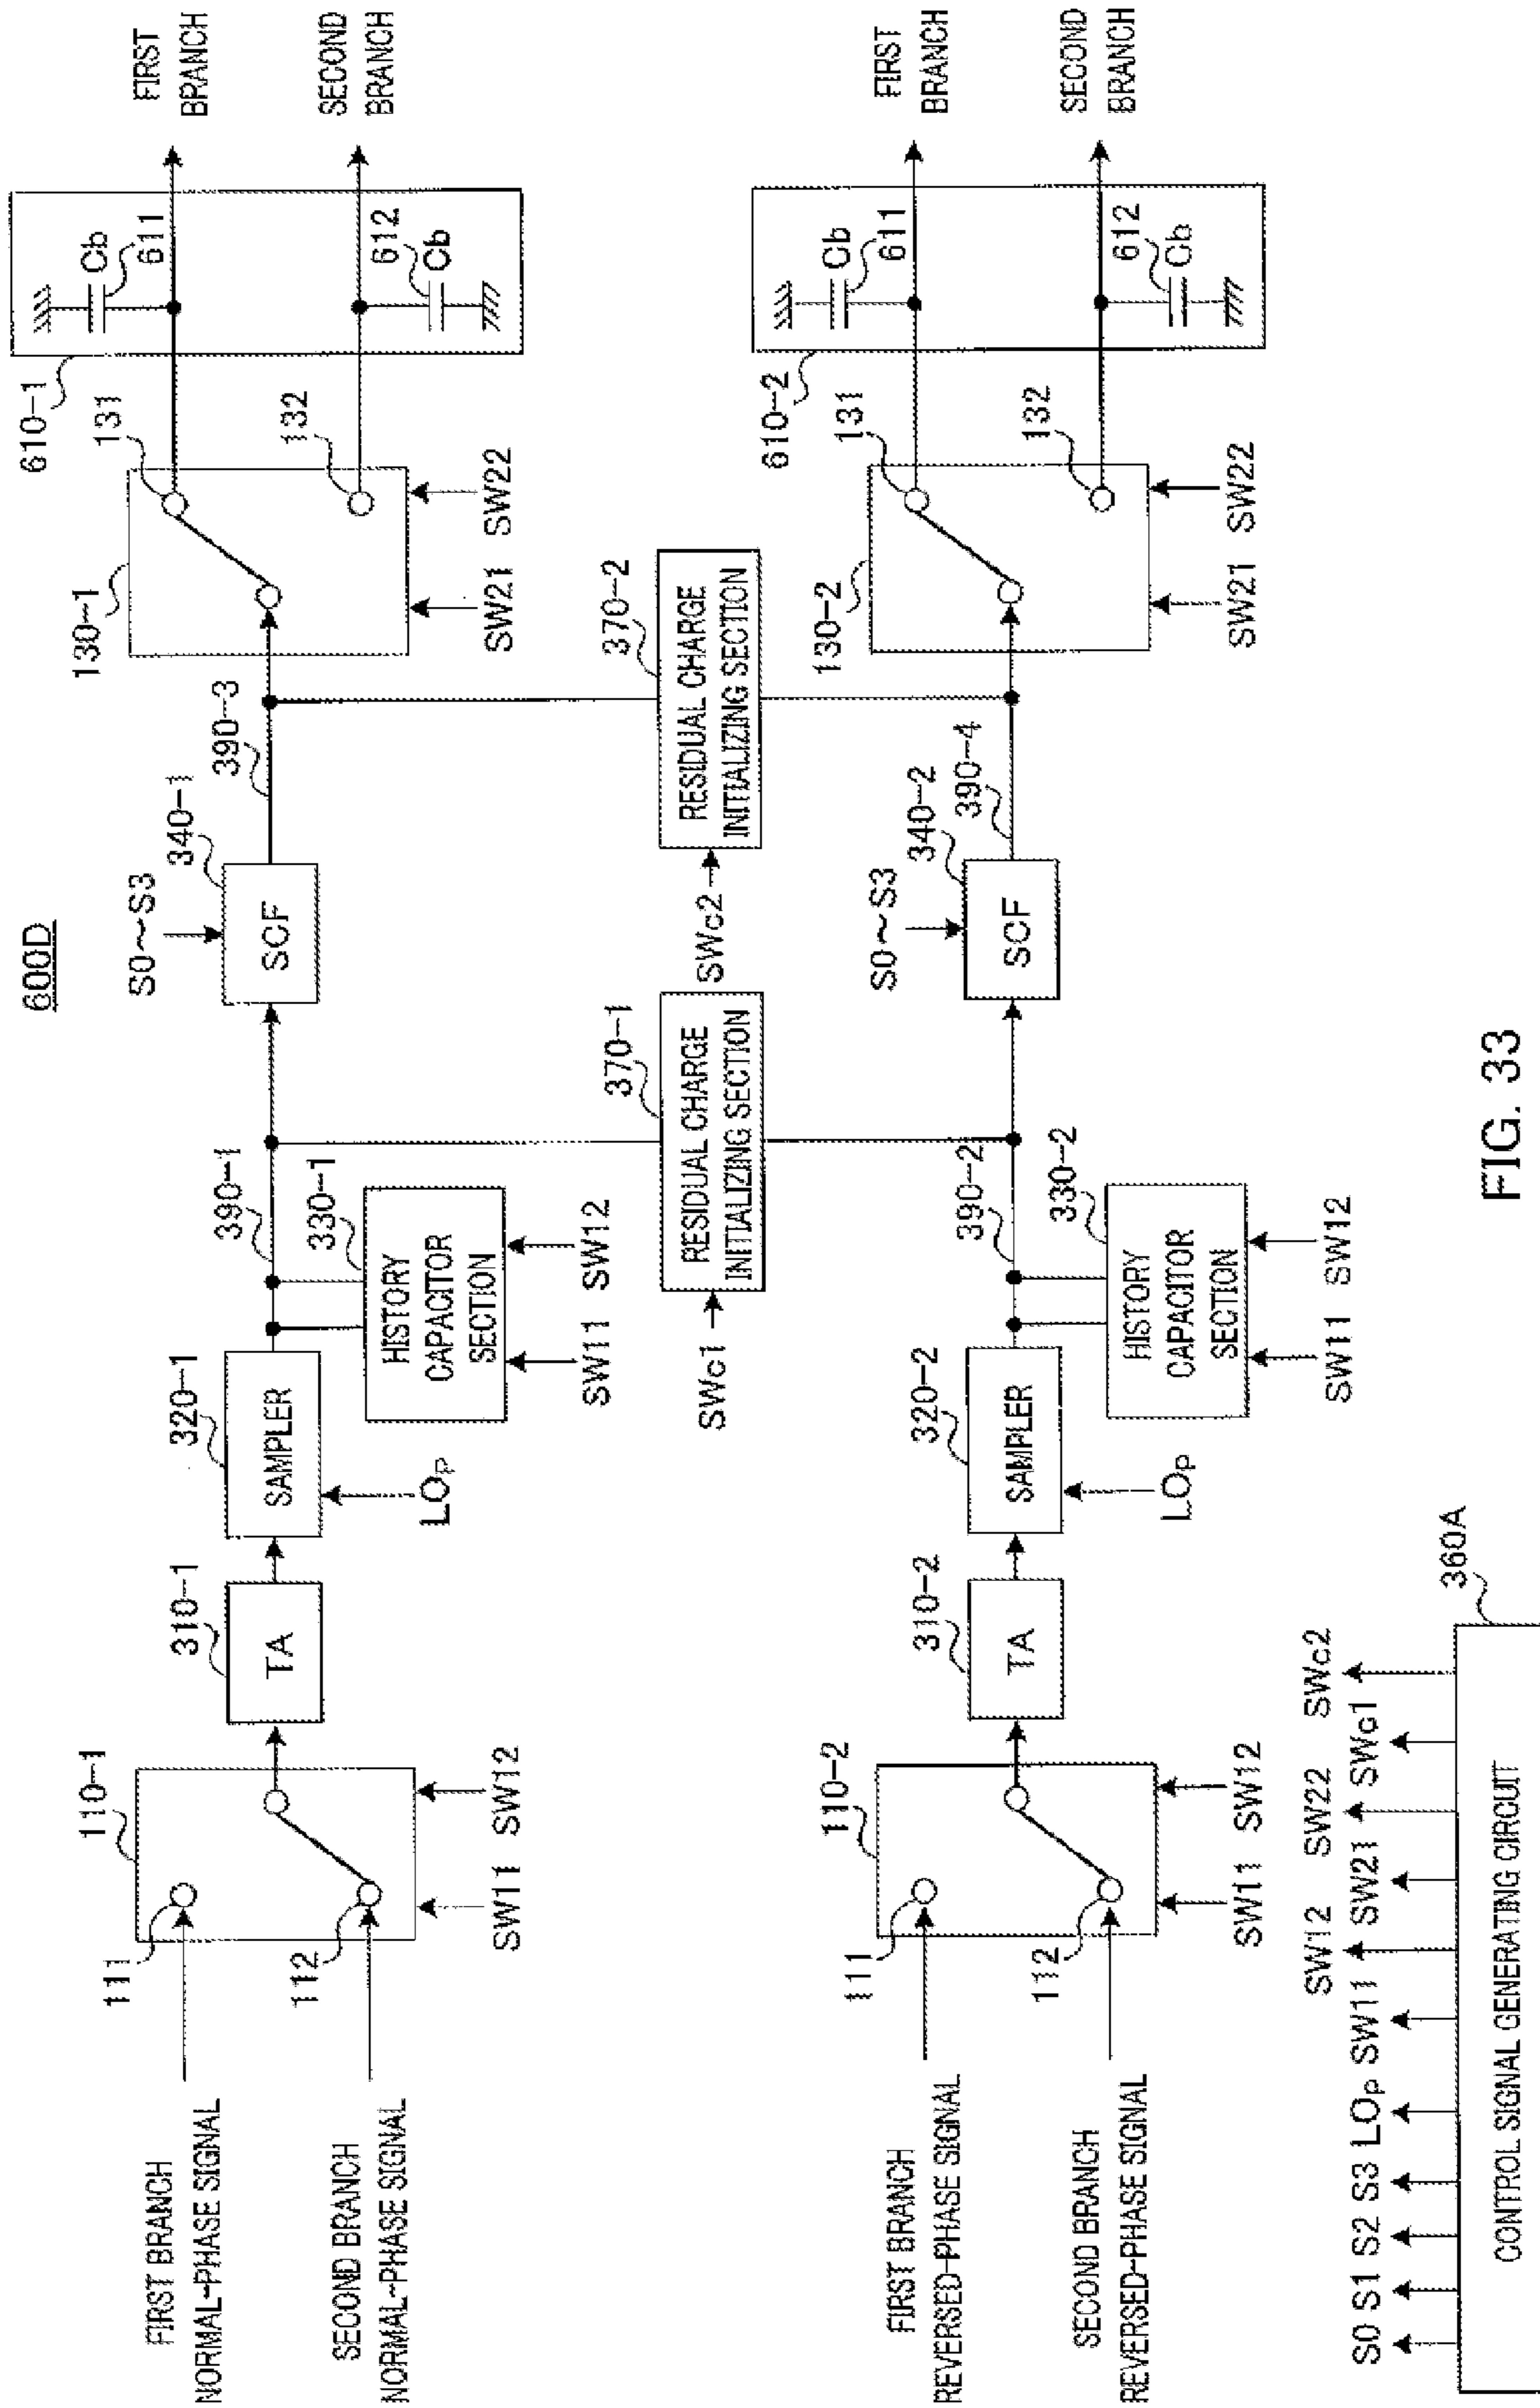 600D
FIRST BRANCH
NORMAL-PHASE SIGNAL
SECOND BRANCH
NORMAL-PHASE SIGNAL
111
112
110-1
SW11 SW12
310-1
TA
320-1
SAMPLER
LOp
390-1
330-1
HISTORY
CAPACITOR
SECTION
SW11 SW12
S0~S3
340-1
SCF
390-3
130-1
131
132
SW21 SW22
610-1
Cb
611
612
Cb
FIRST
BRANCH
SECOND
BRANCH
SWc1
370-1
RESIDUAL CHARGE
INITIALIZING SECTION
SWc2
370-2
RESIDUAL CHARGE
INITIALIZING SECTION
FIRST BRANCH
REVERSED-PHASE SIGNAL
SECOND BRANCH
REVERSED-PHASE SIGNAL
111
112
110-2
SW11 SW12
310-2
TA
320-2
SAMPLER
LOp
390-2
330-2
HISTORY
CAPACITOR
SECTION
SW11 SW12
S0~S3
340-2
SCF
390-4
130-2
131
132
SW21 SW22
610-2
Cb
611
612
Cb
FIRST
BRANCH
SECOND
BRANCH
S0 S1 S2 S3 LOp SW11 SW12 SW21 SW22 SWc1 SWc2
360A
CONTROL SIGNAL GENERATING CIRCUIT
FIG. 33